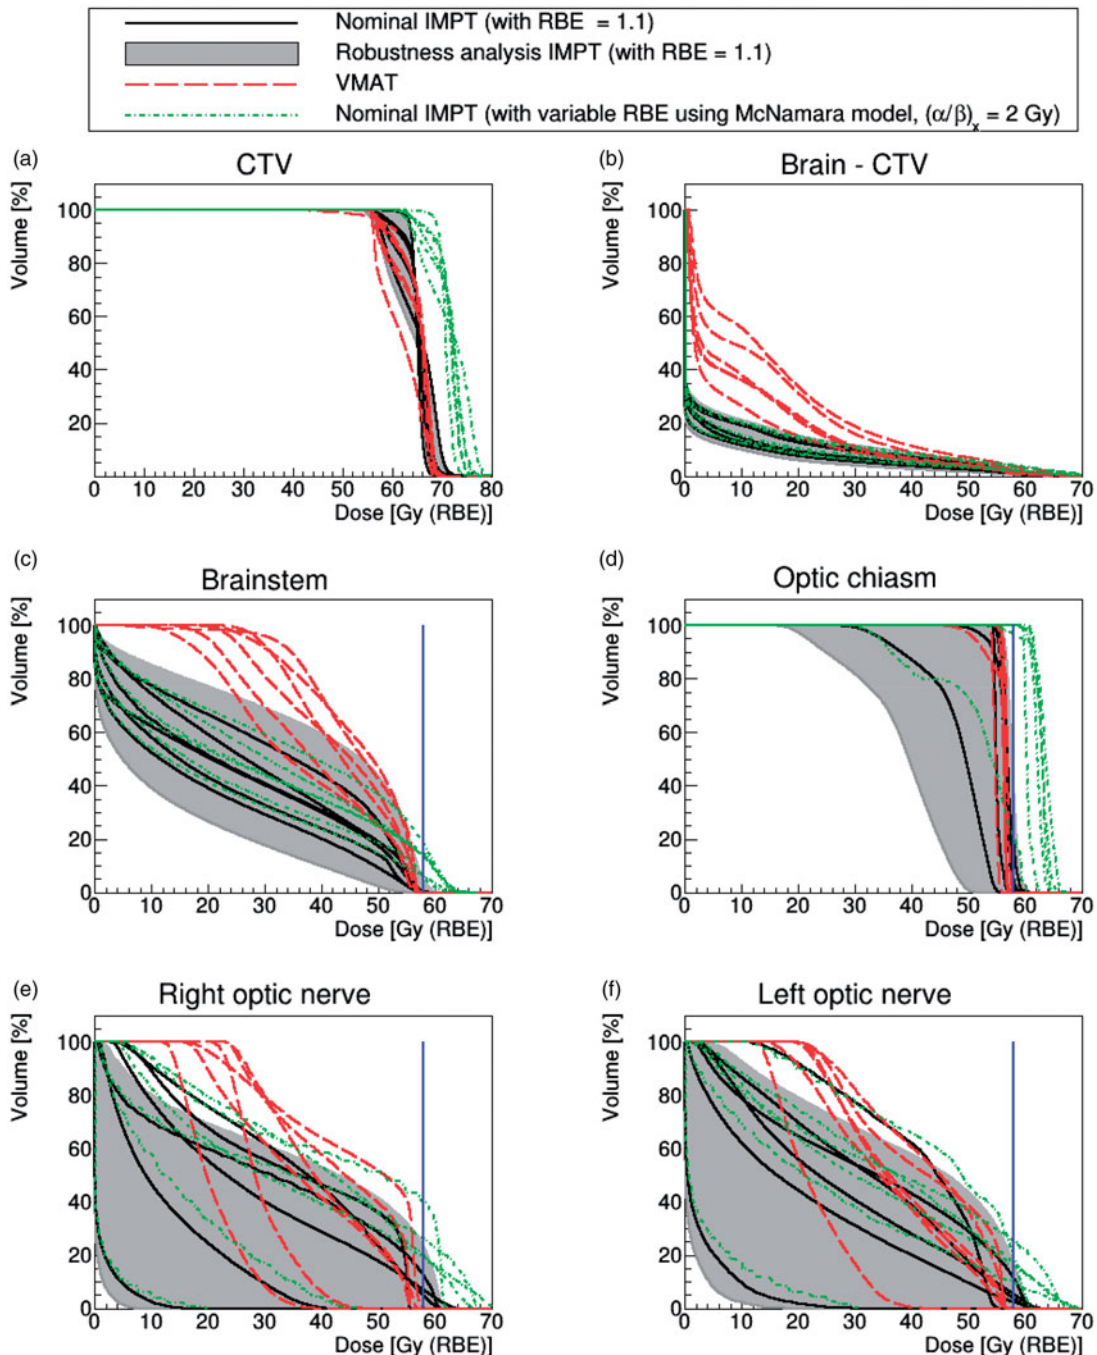 Nominal IMPT (with RBE = 1.1)
Robustness analysis IMPT (with RBE = 1.1)
VMAT
Nominal IMPT (with variable RBE using McNamara model, (α/β)x = 2 Gy)
(a)
CTV
Volume [%]
100
80
60
40
20
0
0 10 20 30 40 50 60 70 80
Dose [Gy (RBE)]
(b)
Brain - CTV
Volume [%]
100
80
60
40
20
0
0 10 20 30 40 50 60 70
Dose [Gy (RBE)]
(c)
Brainstem
Volume [%]
100
80
60
40
20
0
0 10 20 30 40 50 60 70
Dose [Gy (RBE)]
(d)
Optic chiasm
Volume [%]
100
80
60
40
20
0
0 10 20 30 40 50 60 70
Dose [Gy (RBE)]
(e)
Right optic nerve
Volume [%]
100
80
60
40
20
0
0 10 20 30 40 50 60 70
Dose [Gy (RBE)]
(f)
Left optic nerve
Volume [%]
100
80
60
40
20
0
0 10 20 30 40 50 60 70
Dose [Gy (RBE)]